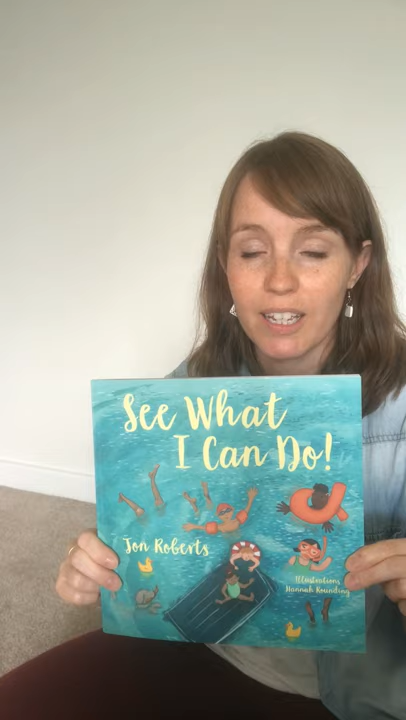 See What
I Can Do!
Jon Roberts
Illustrations
Hannah Rounding